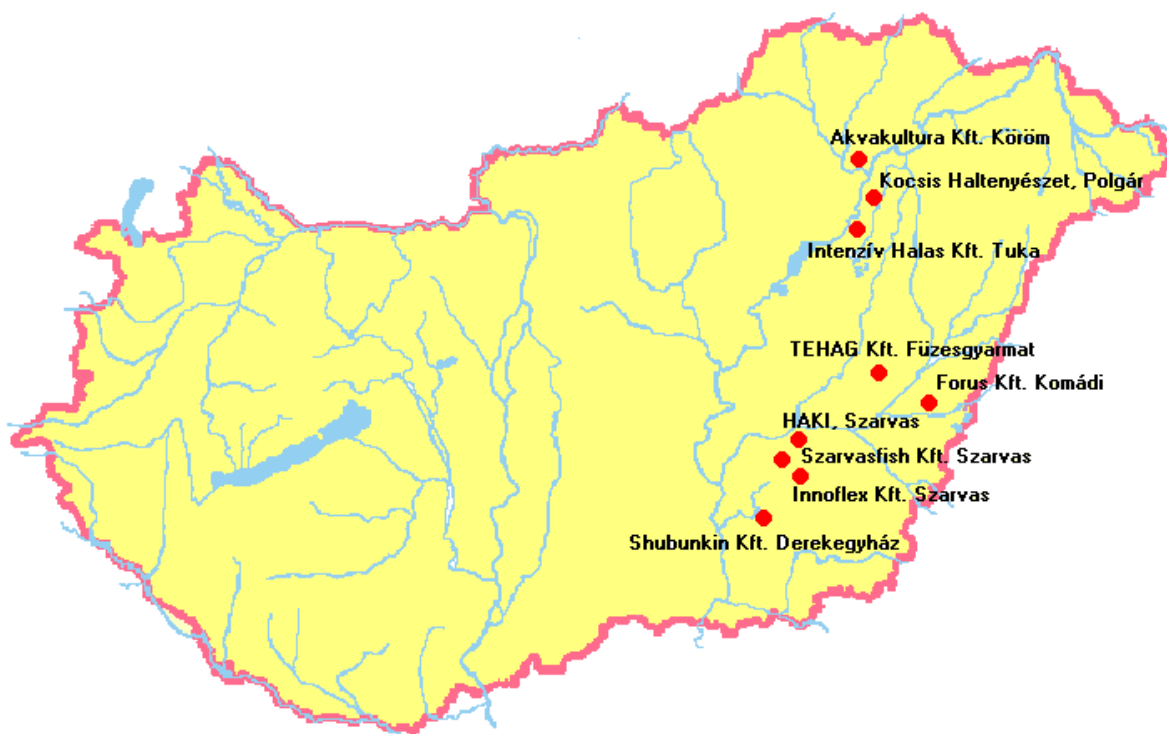 Akvakultura Kft. Köröm
Kocsis Haltenyészet, Polgár
Intenzív Halas Kft. Tuka
TEHAG Kft. Füzesgyarmat
Forus Kft. Komádi
HAKI, Szarvas
Szarvasfish Kft. Szarvas
Innoflex Kft. Szarvas
Shubunkin Kft. Derekegyház